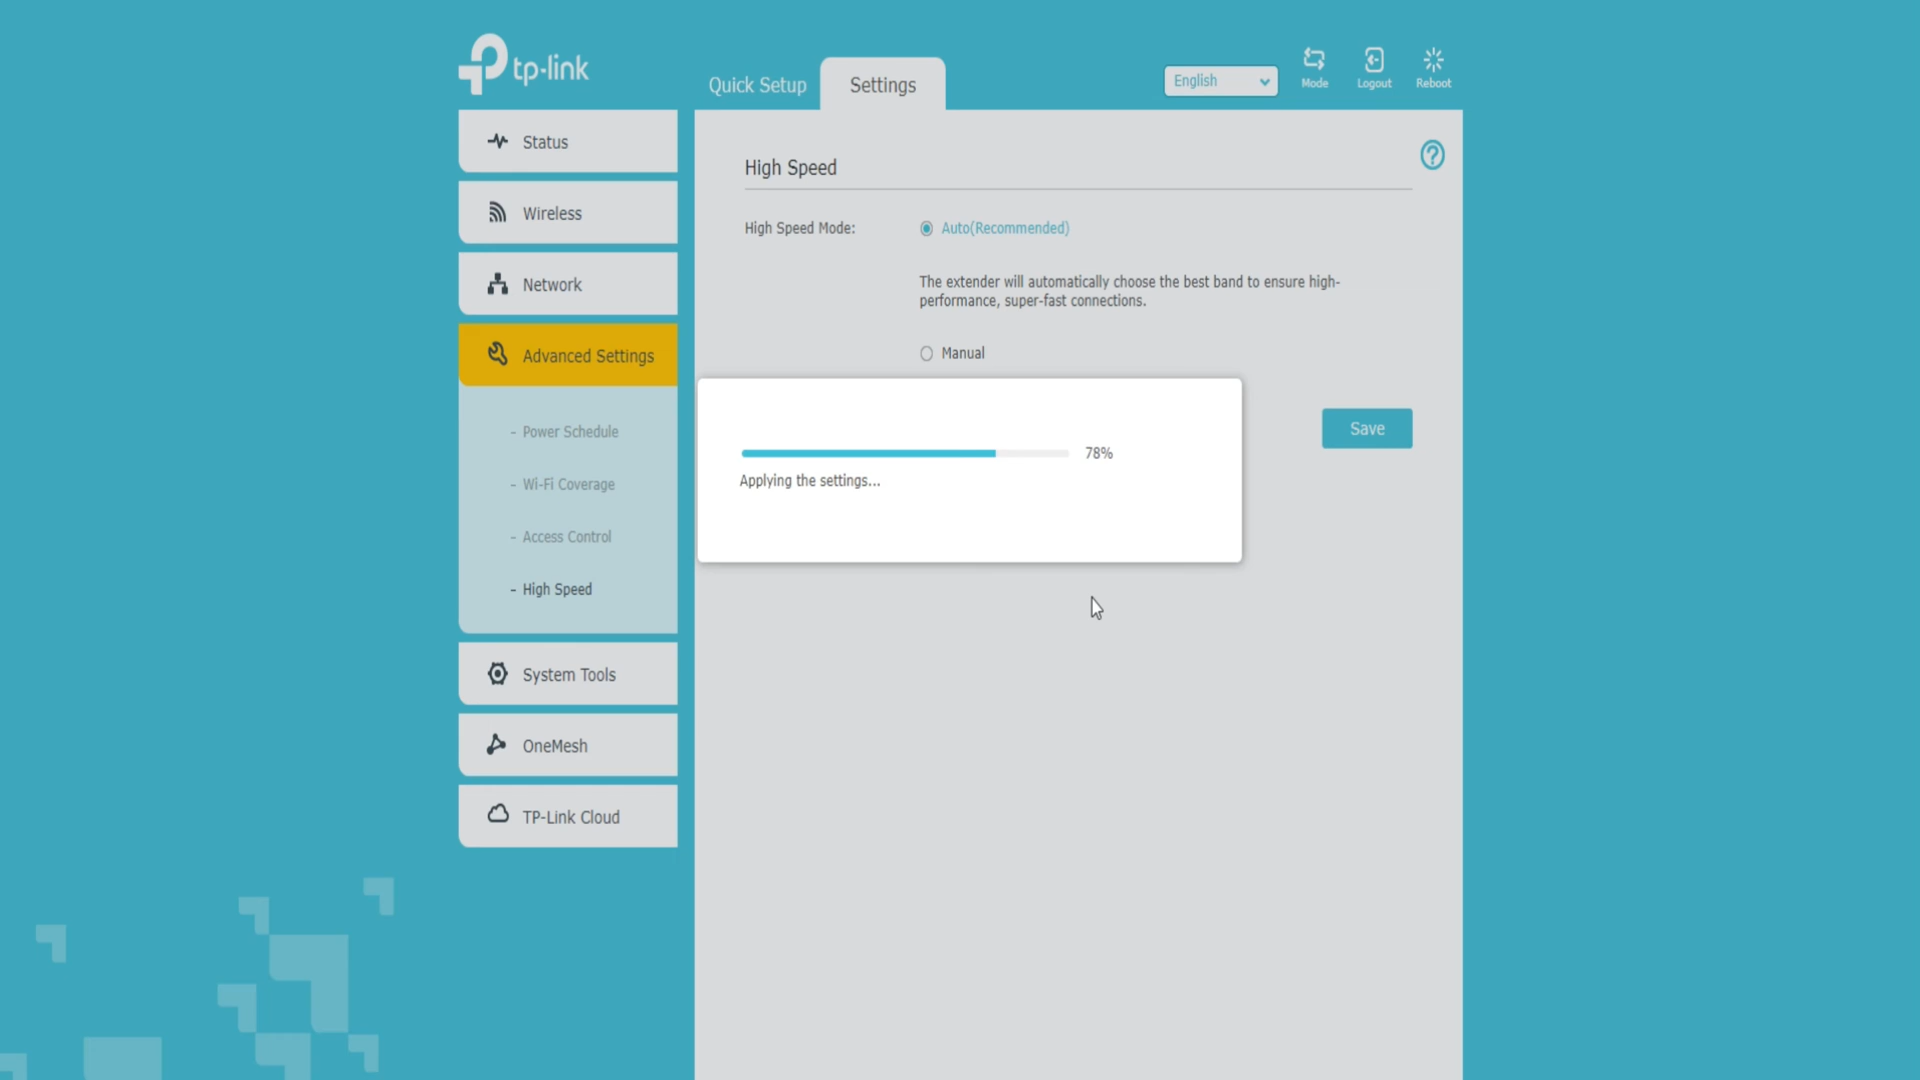 tp-link
Quick Setup
Settings
English
Mode
Logout
Reboot
Status
Wireless
Network
Advanced Settings
- Power Schedule
- Wi-Fi Coverage
- Access Control
- High Speed
System Tools
OneMesh
TP-Link Cloud
High Speed
?
High Speed Mode:
Auto(Recommended)
The extender will automatically choose the best band to ensure high-
performance, super-fast connections.
Manual
78%
Applying the settings...
Save